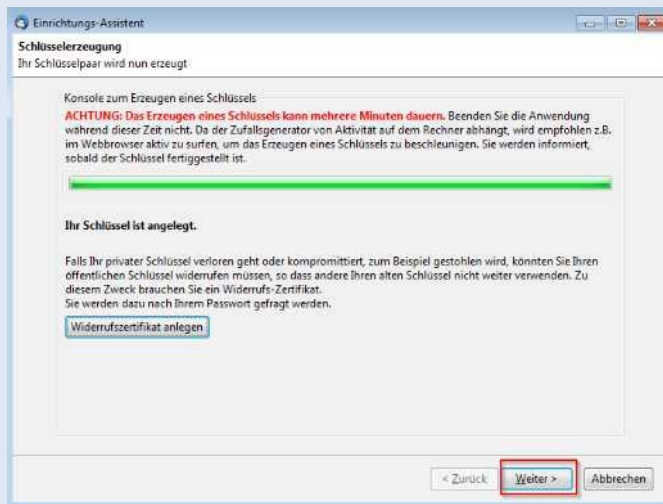 Einrichtungs-Assistent
Schlüsselerzeugung
Ihr Schlüsselpaar wird nun erzeugt
Konsole zum Erzeugen eines Schlüssels
ACHTUNG: Das Erzeugen eines Schlüssels kann mehrere Minuten dauern. Beenden Sie die Anwendung
während dieser Zeit nicht. Da der Zufallsgenerator von Aktivität auf dem Rechner abhängt, wird empfohlen z.B.
im Webbrowser aktiv zu surfen, um das Erzeugen eines Schlüssels zu beschleunigen. Sie werden informiert,
sobald der Schlüssel fertiggestellt ist.
Ihr Schlüssel ist angelegt.
Falls Ihr privater Schlüssel verloren geht oder kompromittiert, zum Beispiel gestohlen wird, könnten Sie Ihren
öffentlichen Schlüssel widerrufen müssen, so dass andere Ihren alten Schlüssel nicht weiter verwenden. Zu
diesem Zweck brauchen Sie ein Widerrufs-Zertifikat.
Sie werden dazu nach Ihrem Passwort gefragt werden.
Widerrufszertifikat anlegen
< Zurück Weiter > Abbrechen